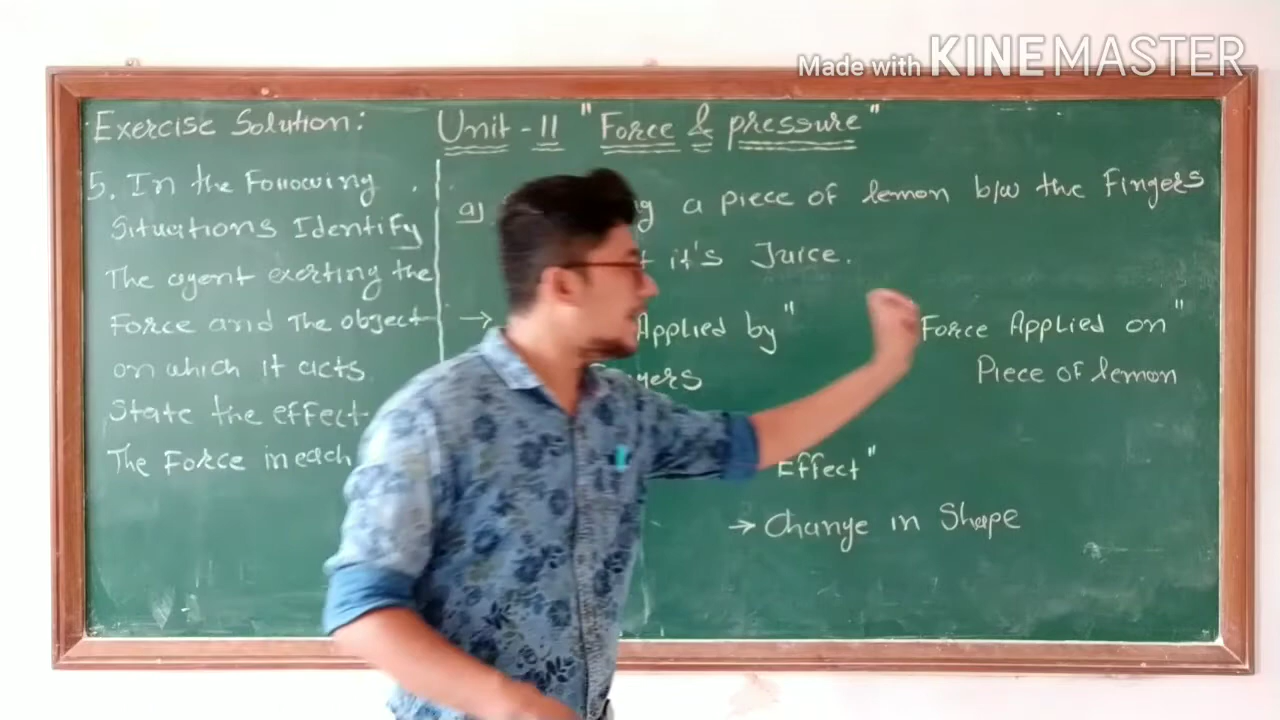 Made with KINEMASTER
Exercise Solution:
Unit - II "Force & pressure"
5. In the Following
Situations Identify
The agent exerting the
Force and The object
on which it acts
State the effect
The Force in each
a) a piece of lemon b/w the Fingers
it's Juice.
→ Applied by"
Force Applied on"
Piece of lemon
Effect"
→ Change in Shape